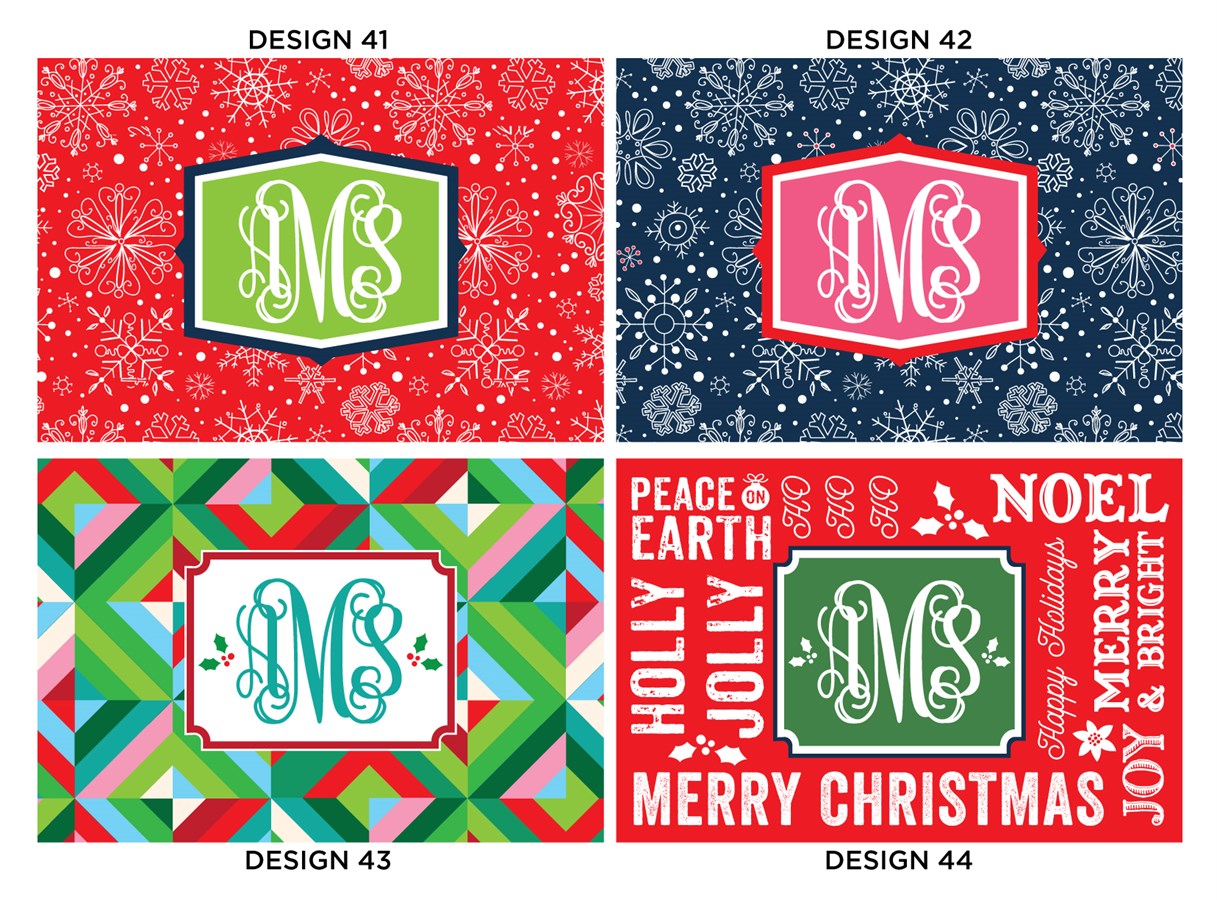 DESIGN 41
DESIGN 42
AMS
AMS
AMS
PEACE ON
EARTH
HO HO HO
NOEL
HOLLY
JOLLY
AMS
Happy Holidays
MERRY
& BRIGHT
JOY
MERRY CHRISTMAS
DESIGN 43
DESIGN 44